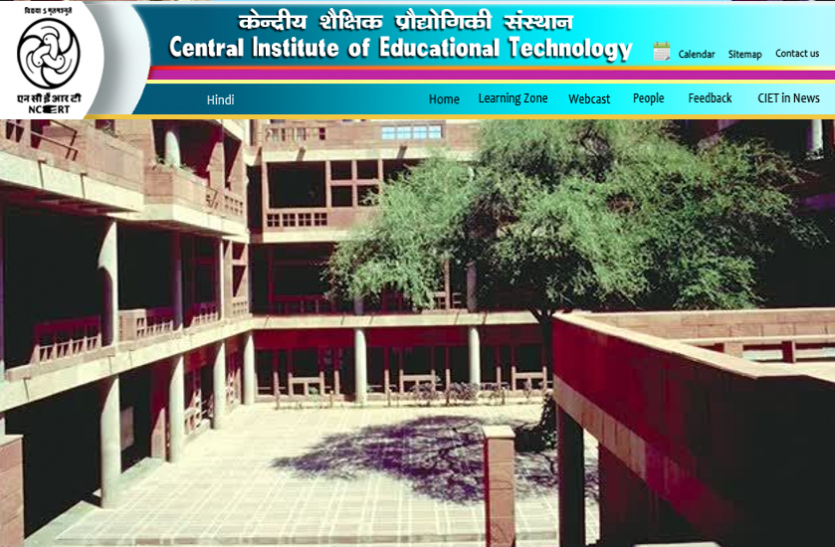 विद्यया ऽ मृतमश्नुते
एन सी ई आर टी
NCERT
केन्द्रीय शैक्षिक प्रौद्योगिकी संस्थान
Central Institute of Educational Technology
Calendar Sitemap Contact us
Hindi Home Learning Zone Webcast People Feedback CIET in News